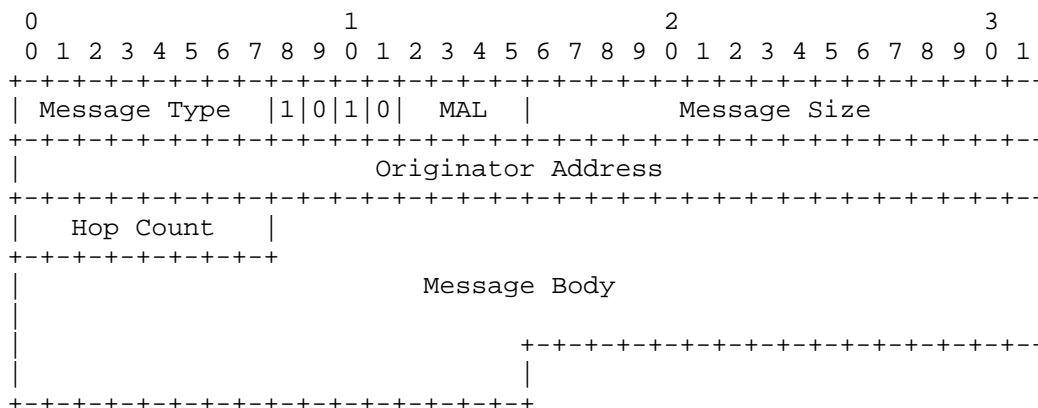 0                   1                   2                   3
 0 1 2 3 4 5 6 7 8 9 0 1 2 3 4 5 6 7 8 9 0 1 2 3 4 5 6 7 8 9 0 1
+-+-+-+-+-+-+-+-+-+-+-+-+-+-+-+-+-+-+-+-+-+-+-+-+-+-+-+-+-+-+-+--
| Message Type  |1|0|1|0|  MAL  |         Message Size
+-+-+-+-+-+-+-+-+-+-+-+-+-+-+-+-+-+-+-+-+-+-+-+-+-+-+-+-+-+-+-+--
|                      Originator Address
+-+-+-+-+-+-+-+-+-+-+-+-+-+-+-+-+-+-+-+-+-+-+-+-+-+-+-+-+-+-+-+--
|   Hop Count   |
+-+-+-+-+-+-+-+-+
|                         Message Body
|
|                               +-+-+-+-+-+-+-+-+-+-+-+-+-+-+-+--
|                               |
+-+-+-+-+-+-+-+-+-+-+-+-+-+-+-+-+